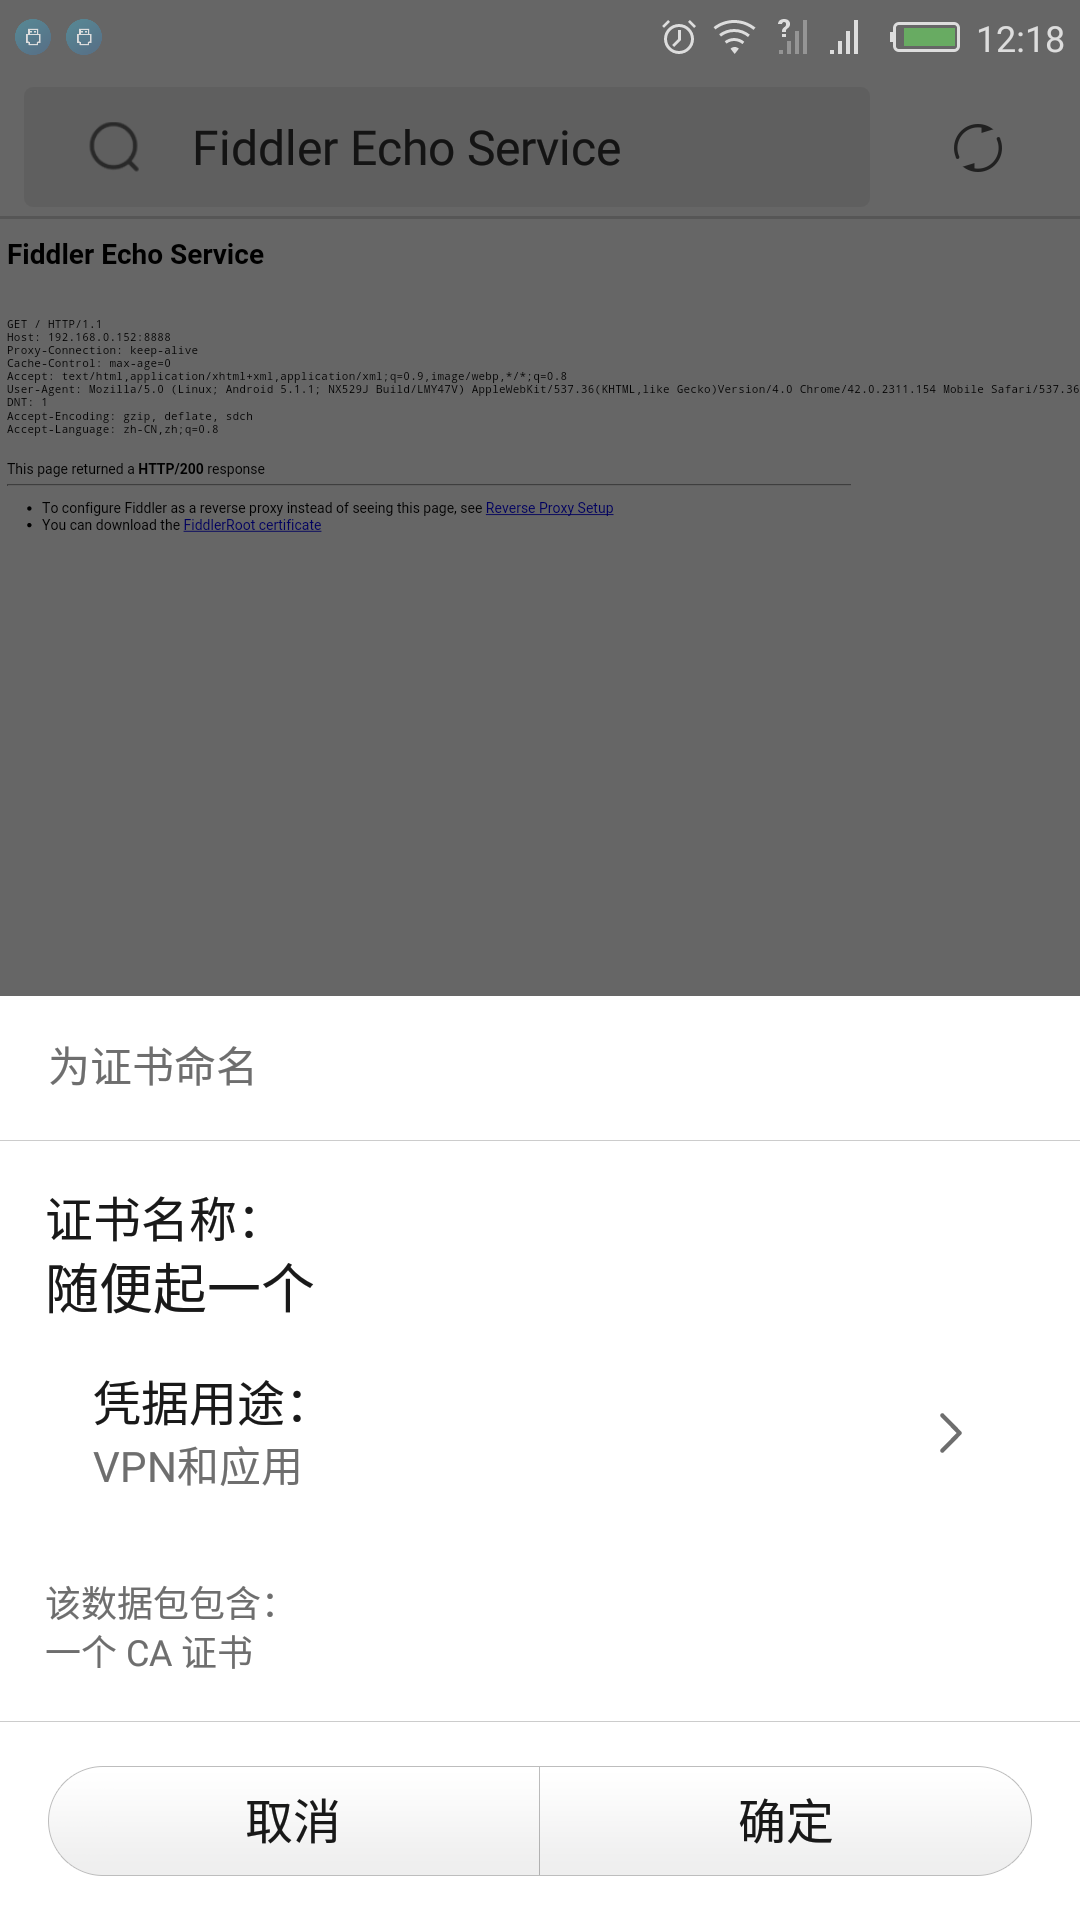 12:18
Fiddler Echo Service
Fiddler Echo Service
GET / HTTP/1.1
Host: 192.168.0.152:8888
Proxy-Connection: keep-alive
Cache-Control: max-age=0
Accept: text/html,application/xhtml+xml,application/xml;q=0.9,image/webp,*/*;q=0.8
User-Agent: Mozilla/5.0 (Linux; Android 5.1.1; NX529J Build/LMY47V) AppleWebKit/537.36(KHTML,like Gecko)Version/4.0 Chrome/42.0.2311.154 Mobile Safari/537.36
DNT: 1
Accept-Encoding: gzip, deflate, sdch
Accept-Language: zh-CN,zh;q=0.8
This page returned a HTTP/200 response
• To configure Fiddler as a reverse proxy instead of seeing this page, see Reverse Proxy Setup
• You can download the FiddlerRoot certificate
为证书命名
证书名称：
随便起一个
凭据用途：
VPN和应用
该数据包包含：
一个 CA 证书
取消
确定